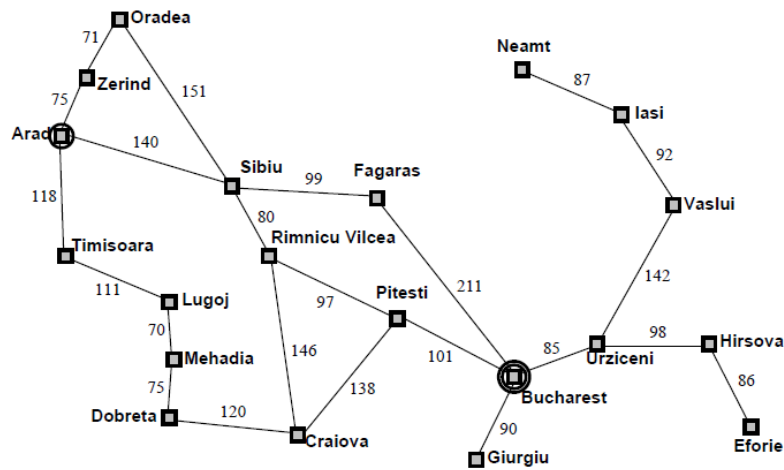 Oradea
71
Neamt
Zerind
87
151
75
Iasi
Arad
140
92
Sibiu
Fagaras
99
118
Vaslui
80
Timisoara
Rimnicu Vilcea
142
111
Lugoj
Pitesti
211
97
70
98
Hirsova
146
101
85
Urziceni
Mehadia
138
86
75
Bucharest
120
Dobreta
90
Craiova
Eforie
Giurgiu